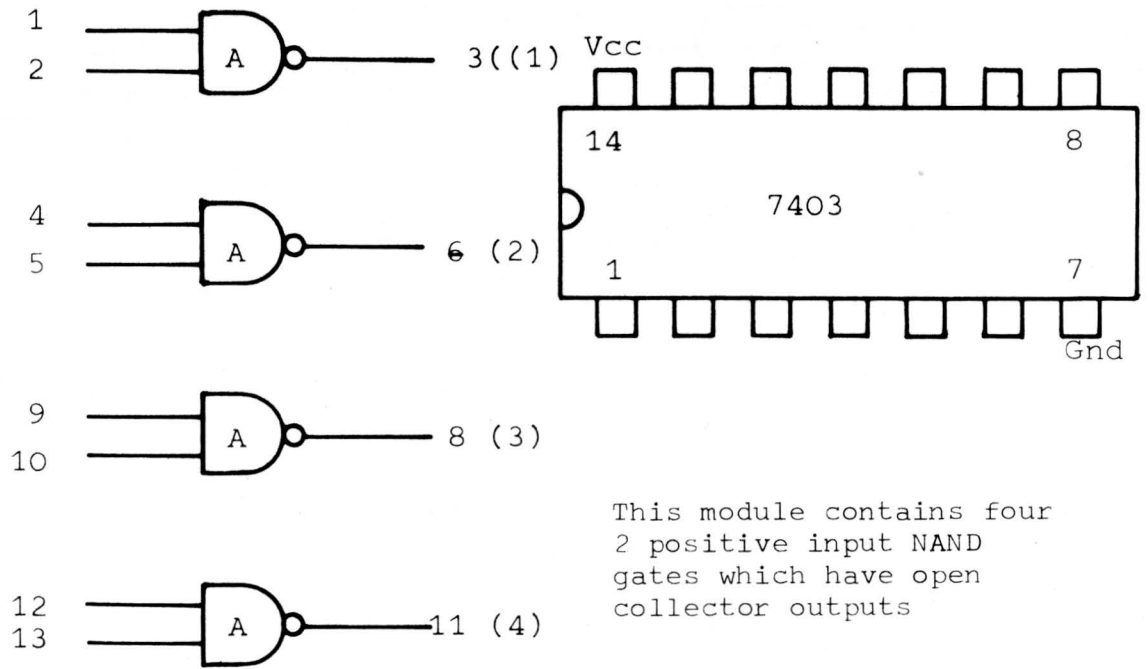 1
2
A
3((1)
4
5
A
6 (2)
9
10
A
8 (3)
12
13
A
11 (4)
Vcc
14
8
7403
1
7
Gnd
This module contains four
2 positive input NAND
gates which have open
collector outputs